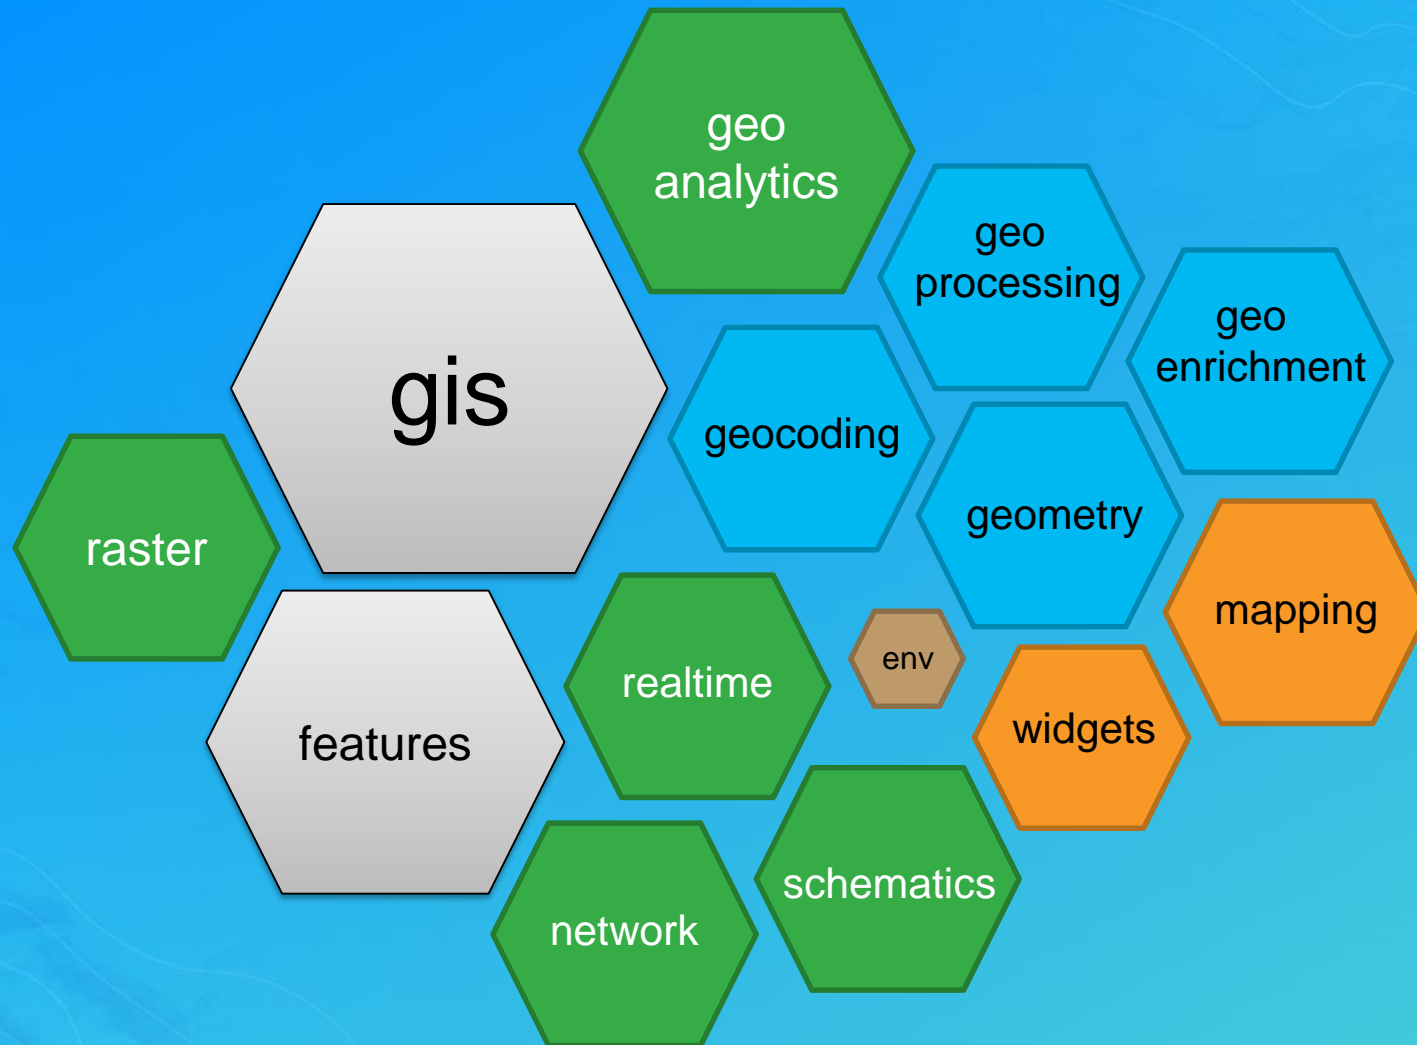 geo
analytics
geo
processing
geo
enrichment
gis
geocoding
geometry
raster
mapping
env
realtime
widgets
features
schematics
network